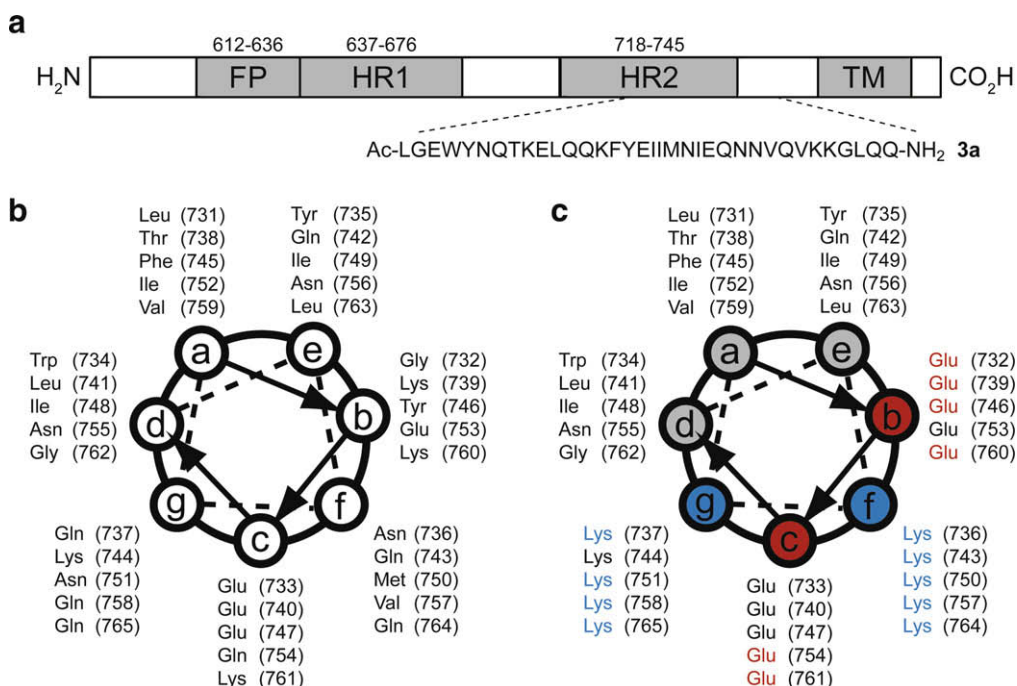 a
612-636 637-676 718-745
H2N FP HR1 HR2 TM CO2H
Ac-LGEWYNQTKELQQKFYEIIMNIEQNNVQVKKGLQQ-NH2 3a
b
Leu (731)
Thr (738)
Phe (745)
Ile (752)
Val (759)
Tyr (735)
Gln (742)
Ile (749)
Asn (756)
Leu (763)
Trp (734)
Leu (741)
Ile (748)
Asn (755)
Gly (762)
a
e
d
b
g
f
c
Gly (732)
Lys (739)
Tyr (746)
Glu (753)
Lys (760)
Gln (737)
Lys (744)
Asn (751)
Gln (758)
Gln (765)
Glu (733)
Glu (740)
Glu (747)
Gln (754)
Lys (761)
Asn (736)
Gln (743)
Met (750)
Val (757)
Gln (764)
c
Leu (731)
Thr (738)
Phe (745)
Ile (752)
Val (759)
Tyr (735)
Gln (742)
Ile (749)
Asn (756)
Leu (763)
Trp (734)
Leu (741)
Ile (748)
Asn (755)
Gly (762)
a
e
d
b
g
f
c
Glu (732)
Glu (739)
Glu (746)
Glu (753)
Glu (760)
Lys (737)
Lys (744)
Lys (751)
Lys (758)
Lys (765)
Glu (733)
Glu (740)
Glu (747)
Glu (754)
Glu (761)
Lys (736)
Lys (743)
Lys (750)
Lys (757)
Lys (764)